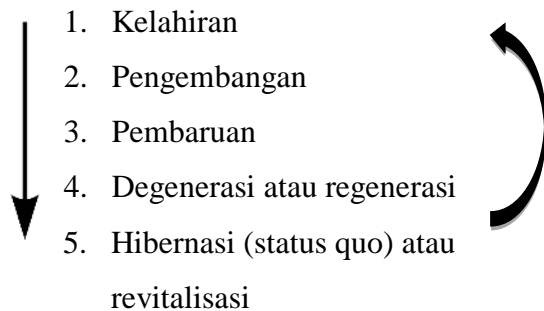 1. Kelahiran
2. Pengembangan
3. Pembaruan
4. Degenerasi atau regenerasi
5. Hibernasi (status quo) atau
revitalisasi